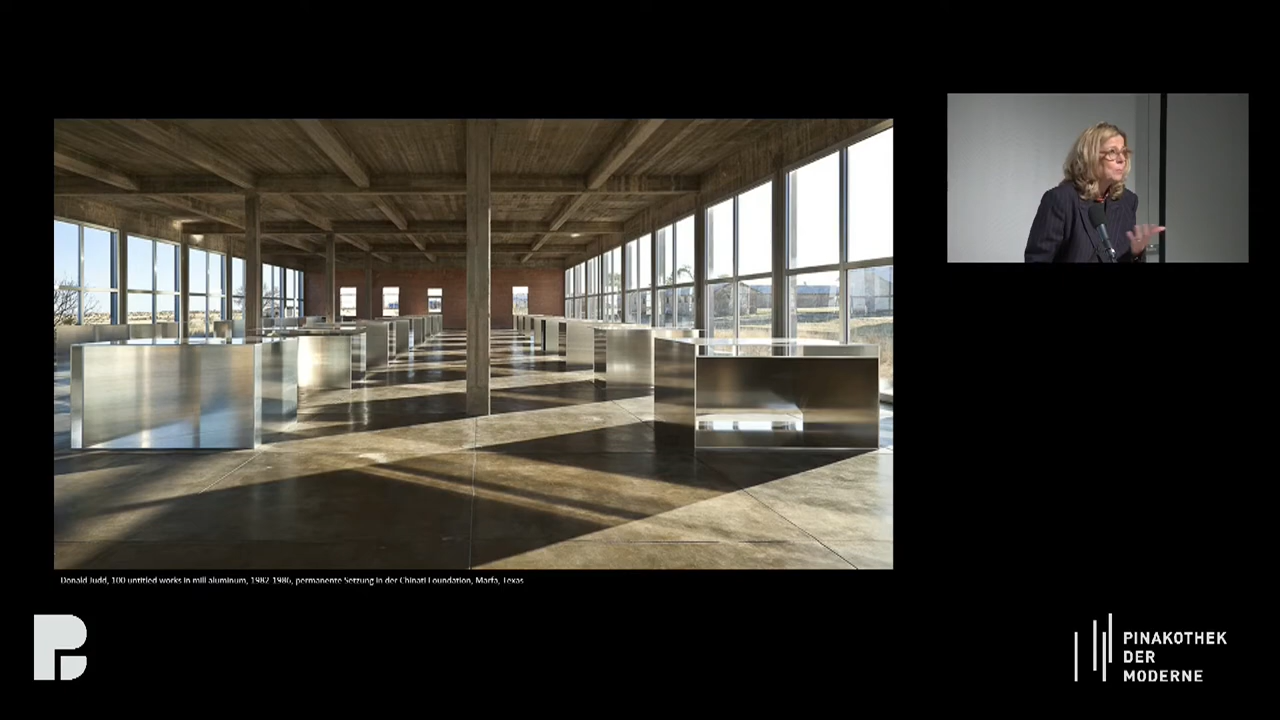 Donald Judd, 100 untitled works in mill aluminum, 1982-1986, permanente Setzung in der Chinati Foundation, Marfa, Texas
PINAKOTHEK
DER
MODERNE